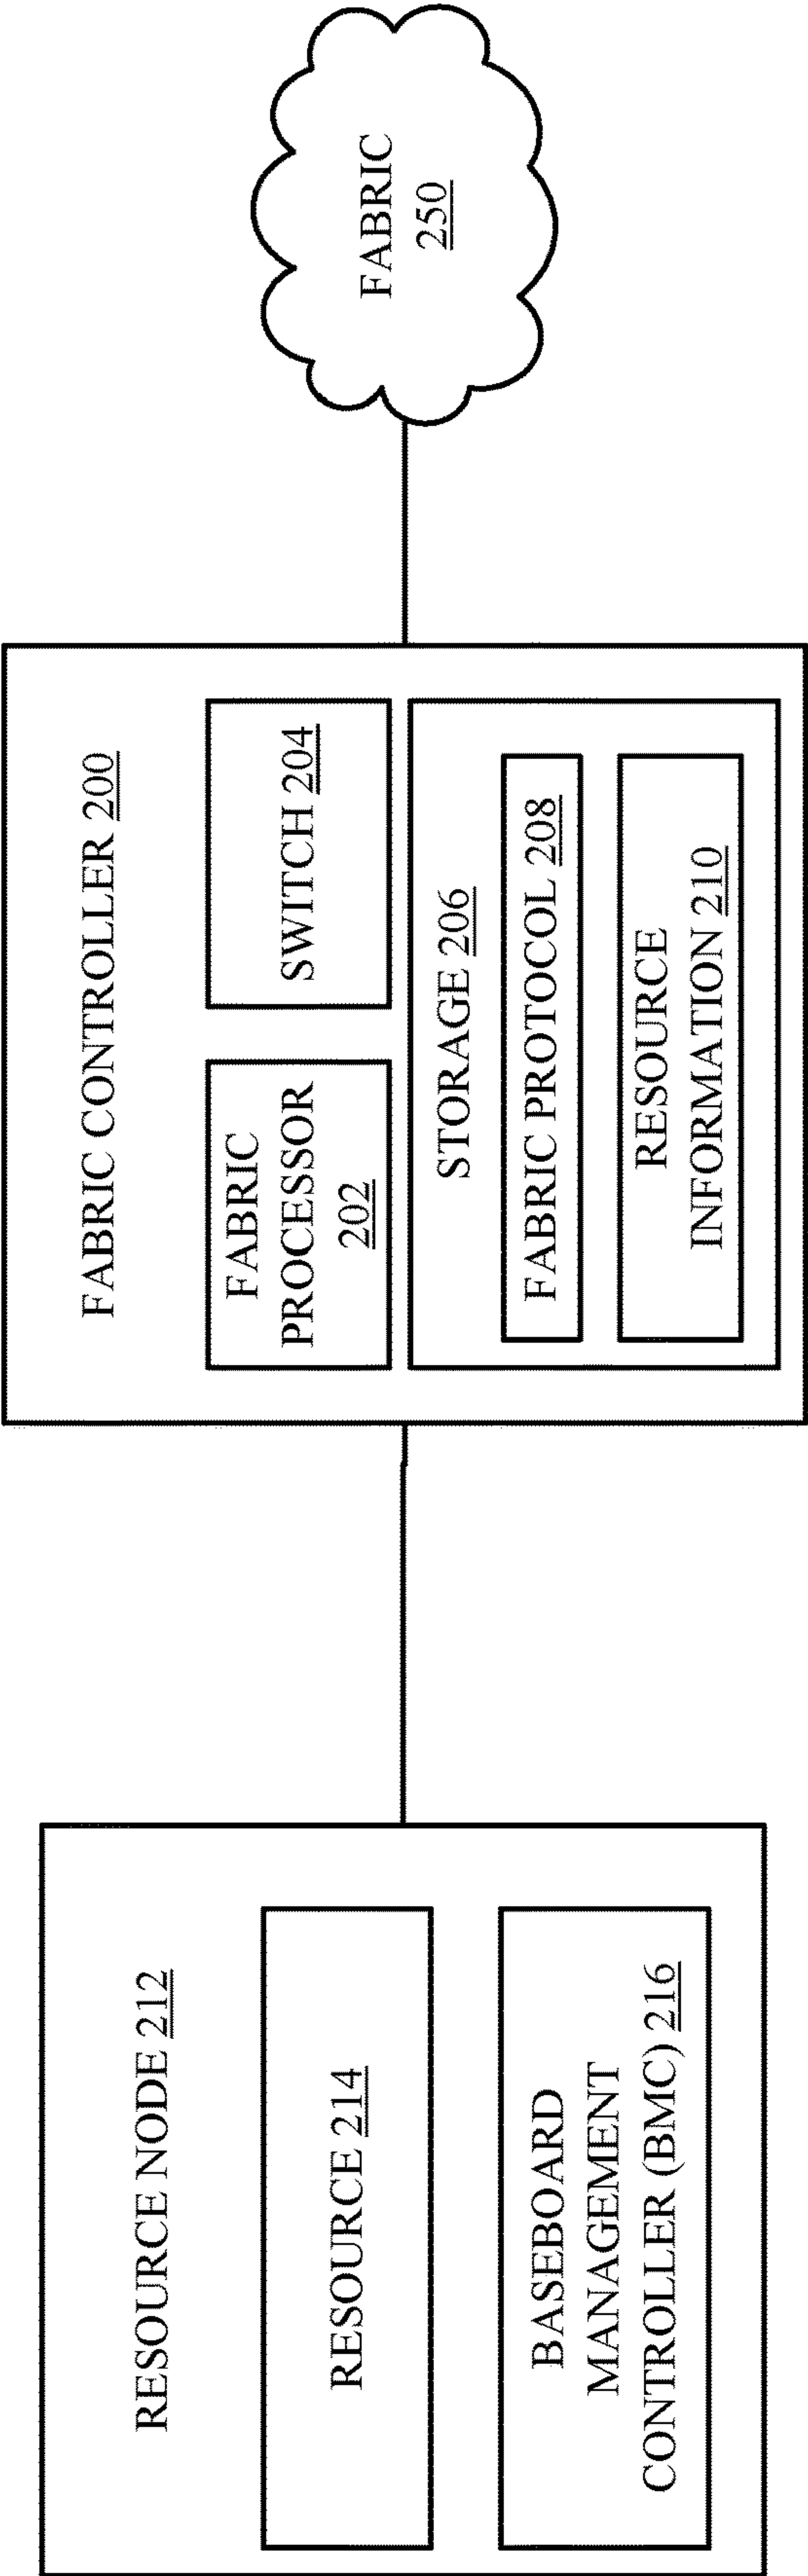 RESOURCE NODE 212
RESOURCE 214
BASEBOARD
MANAGEMENT
CONTROLLER (BMC) 216
FABRIC CONTROLLER 200
FABRIC
PROCESSOR
202
SWITCH 204
STORAGE 206
FABRIC PROTOCOL 208
RESOURCE
INFORMATION 210
FABRIC
250